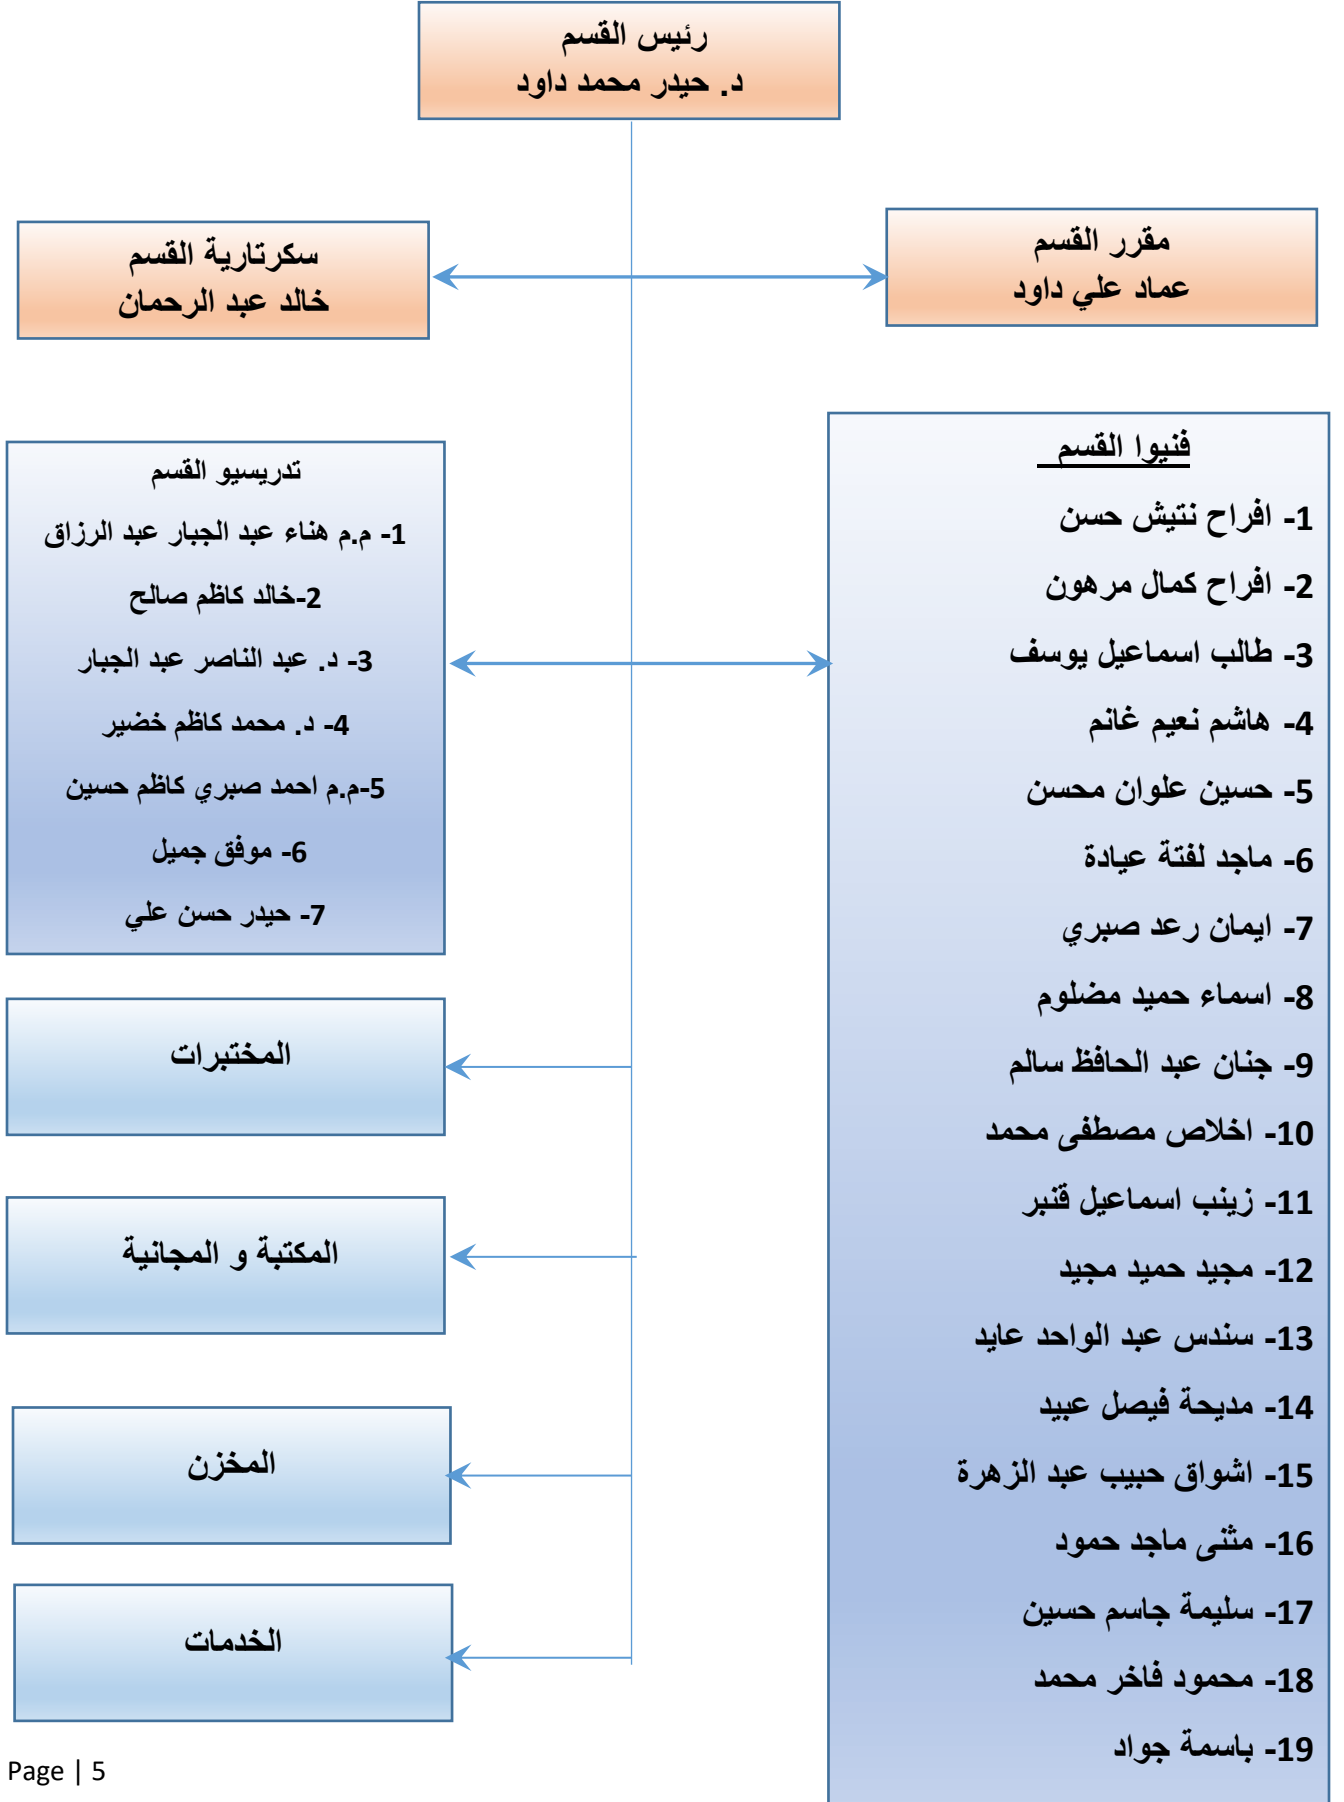 رئيس القسم
د. حيدر محمد داود
مقرر القسم
عماد علي داود
سكرتارية القسم
خالد عبد الرحمان
فنيوا القسم
1- افراح نتيش حسن
2- افراح كمال مرهون
3- طالب اسماعيل يوسف
4- هاشم نعيم غانم
5- حسين علوان محسن
6- ماجد لفتة عيادة
7- ايمان رعد صبري
8- اسماء حميد مضلوم
9- جنان عبد الحافظ سالم
10- اخلاص مصطفى محمد
11- زينب اسماعيل قنبر
12- مجيد حميد مجيد
13- سندس عبد الواحد عايد
14- مديحة فيصل عبيد
15- اشواق حبيب عبد الزهرة
16- مثنى ماجد حمود
17- سليمة جاسم حسين
18- محمود فاخر محمد
19- باسمة جواد
تدريسيو القسم
1- م.م هناء عبد الجبار عبد الرزاق
2-خالد كاظم صالح
3- د. عبد الناصر عبد الجبار
4- د. محمد كاظم خضير
5-م.م احمد صبري كاظم حسين
6- موفق جميل
7- حيدر حسن علي
المختبرات
المكتبة و المجانية
المخزن
الخدمات
Page | 5